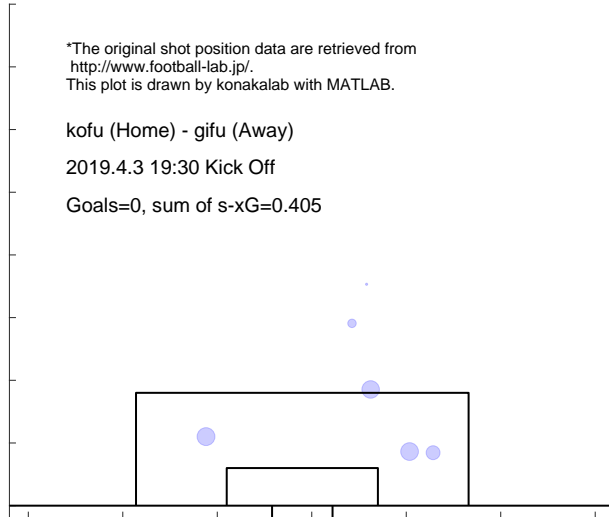 *The original shot position data are retrieved from
http://www.football-lab.jp/.
This plot is drawn by konakalab with MATLAB.
kofu (Home) - gifu (Away)
2019.4.3 19:30 Kick Off
Goals=0, sum of s-xG=0.405